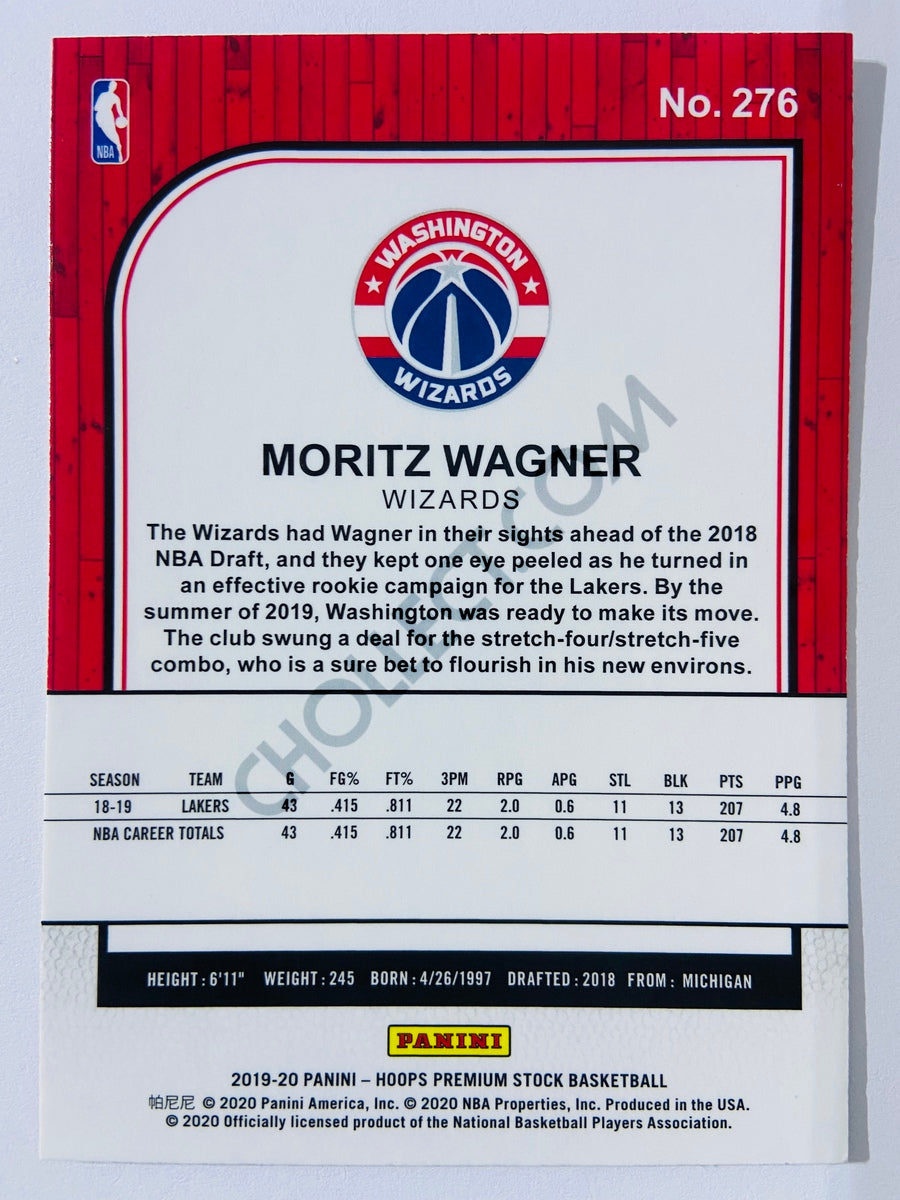 NBA
No. 276
WASHINGTON
WIZARDS
MORITZ WAGNER
WIZARDS
The Wizards had Wagner in their sights ahead of the 2018
NBA Draft, and they kept one eye peeled as he turned in
an effective rookie campaign for the Lakers. By the
summer of 2019, Washington was ready to make its move.
The club swung a deal for the stretch-four/stretch-five
combo, who is a sure bet to flourish in his new environs.
CHOLLECT.COM
SEASON TEAM G FG% FT% 3PM RPG APG STL BLK PTS PPG
18-19 LAKERS 43 .415 .811 22 2.0 0.6 11 13 207 4.8
NBA CAREER TOTALS 43 .415 .811 22 2.0 0.6 11 13 207 4.8
HEIGHT: 6'11" WEIGHT: 245 BORN: 4/26/1997 DRAFTED: 2018 FROM: MICHIGAN
PANINI
2019-20 PANINI – HOOPS PREMIUM STOCK BASKETBALL
帕尼尼 © 2020 Panini America, Inc. © 2020 NBA Properties, Inc. Produced in the USA.
© 2020 Officially licensed product of the National Basketball Players Association.